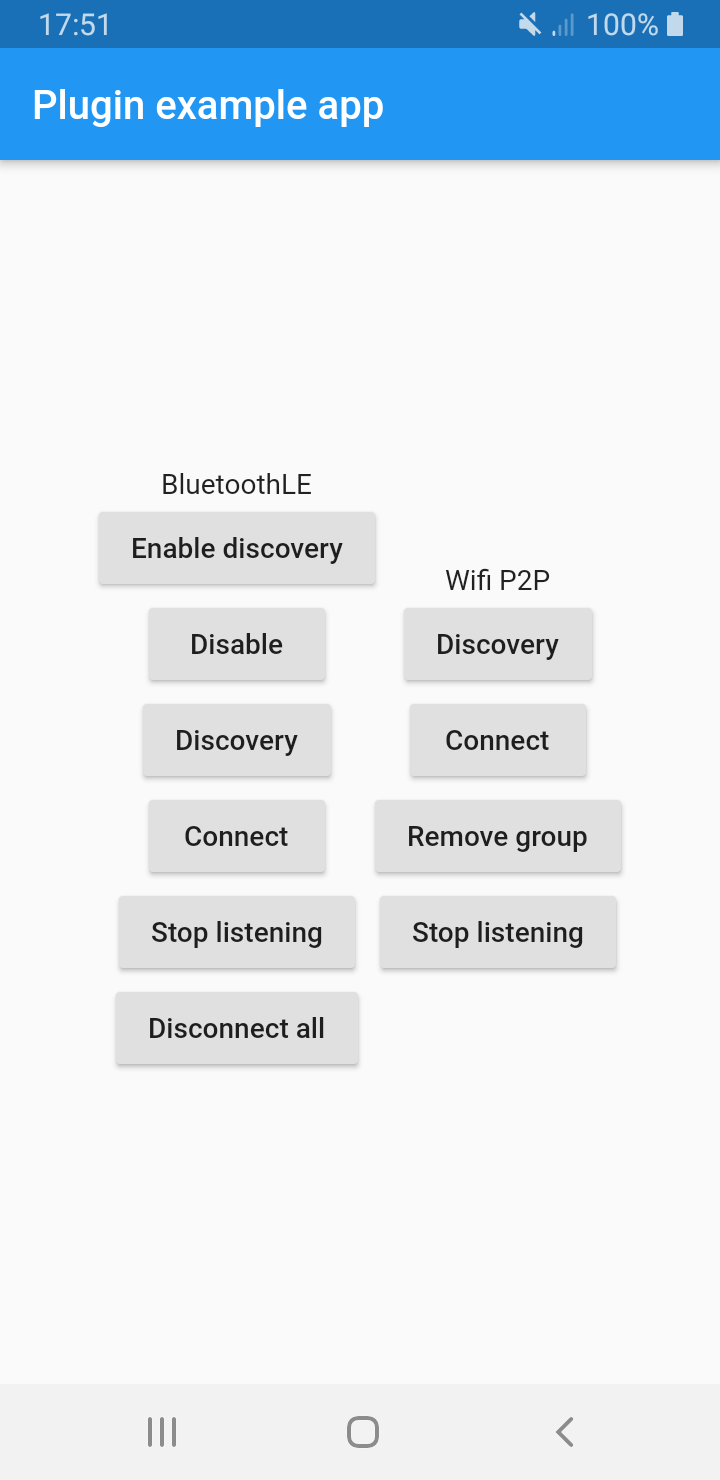 17:51
100%
Plugin example app
BluetoothLE
Enable discovery
Disable
Discovery
Connect
Stop listening
Disconnect all
Wifi P2P
Discovery
Connect
Remove group
Stop listening